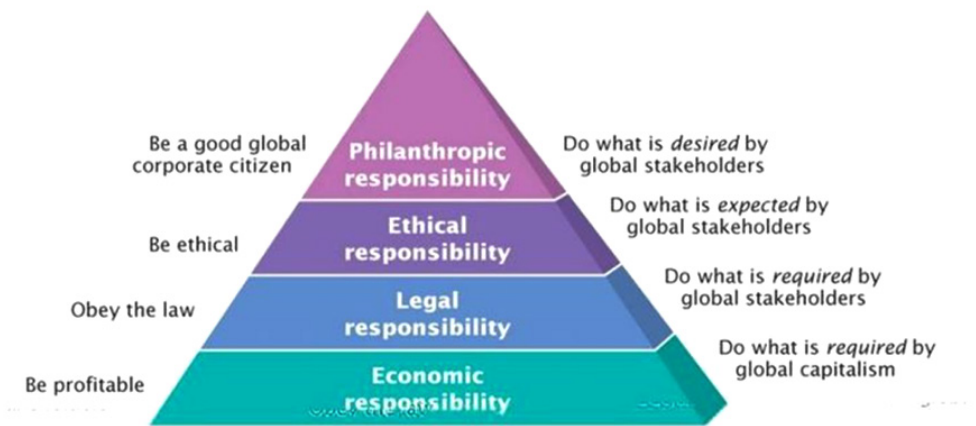 Be a good global
corporate citizen
Philanthropic
responsibility
Do what is desired by
global stakeholders
Be ethical
Ethical
responsibility
Do what is expected by
global stakeholders
Obey the law
Legal
responsibility
Do what is required by
global stakeholders
Be profitable
Economic
responsibility
Do what is required by
global capitalism